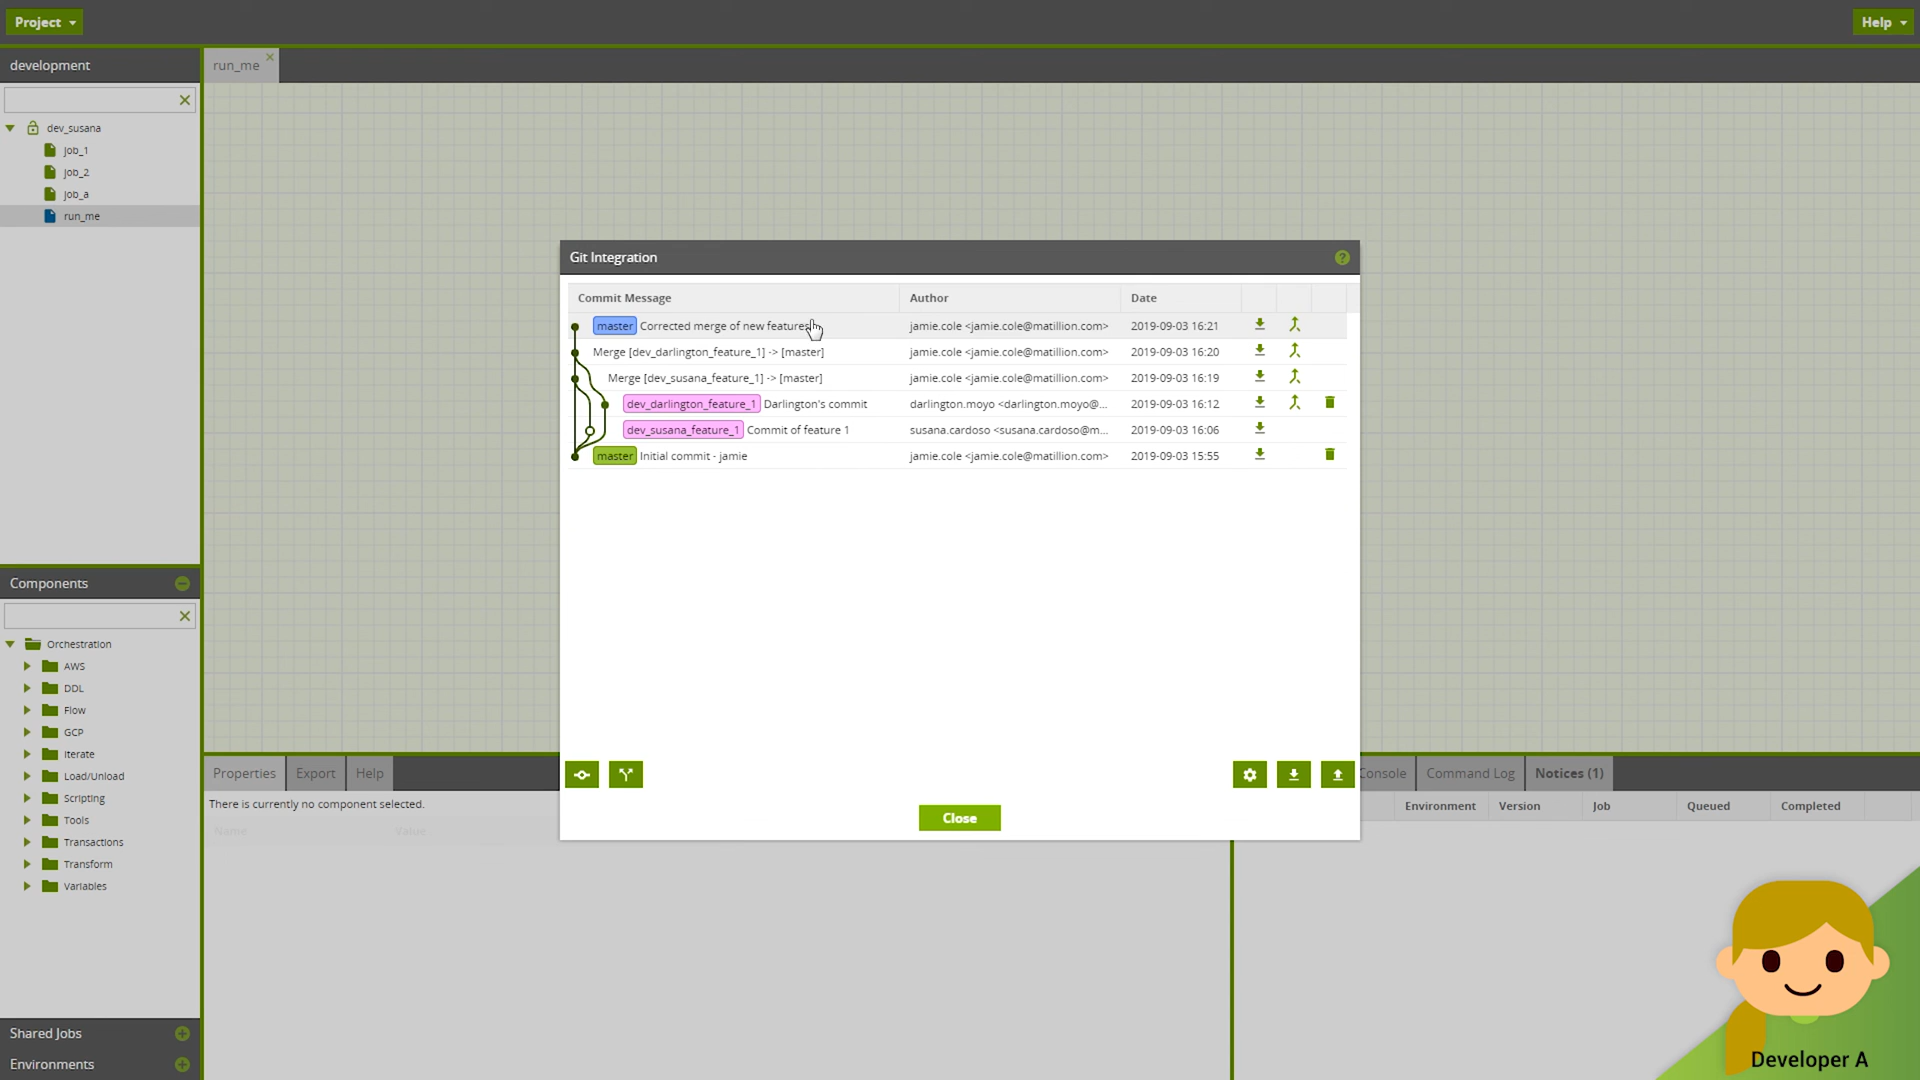 Project
Help
development
run_me
dev_susana
job_1
job_2
job_a
run_me
Git Integration
Commit Message Author Date
master Corrected merge of new features jamie.cole <jamie.cole@matillion.com> 2019-09-03 16:21
Merge [dev_darlington_feature_1] -> [master] jamie.cole <jamie.cole@matillion.com> 2019-09-03 16:20
Merge [dev_susana_feature_1] -> [master] jamie.cole <jamie.cole@matillion.com> 2019-09-03 16:19
dev_darlington_feature_1 Darlington's commit darlington.moyo <darlington.moyo@... 2019-09-03 16:12
dev_susana_feature_1 Commit of feature 1 susana.cardoso <susana.cardoso@m... 2019-09-03 16:06
master Initial commit - jamie jamie.cole <jamie.cole@matillion.com> 2019-09-03 15:55
Close
Components
Orchestration
AWS
DDL
Flow
GCP
Iterate
Load/Unload
Scripting
Tools
Transactions
Transform
Variables
Shared Jobs
Environments
Properties Export Help
There is currently no component selected.
Name Value
Console Command Log Notices (1)
Environment Version Job Queued Completed
Developer A